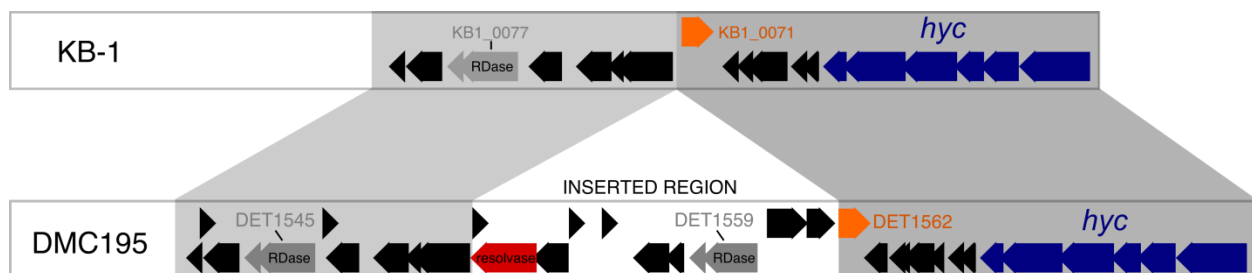 KB-1
KB1_0077
RDase
KB1_0071
hyc
INSERTED REGION
DMC195
DET1545
RDase
resolvase
DET1559
RDase
DET1562
hyc